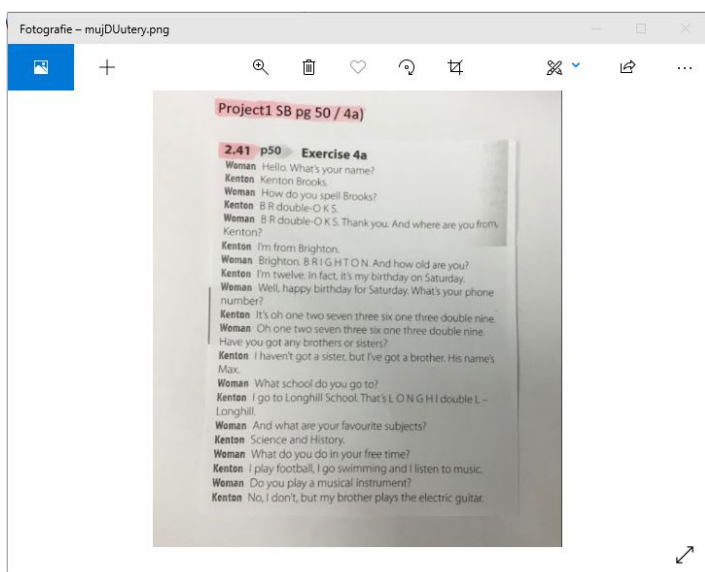 Fotografie – mujDUutery.png
Project1 SB pg 50 / 4a)
2.41 p50 Exercise 4a
Woman Hello. What's your name?
Kenton Kenton Brooks.
Woman How do you spell Brooks?
Kenton B R double-O K S.
Woman B R double-O K S. Thank you. And where are you from,
Kenton?
Kenton I'm from Brighton.
Woman Brighton. B R I G H T O N. And how old are you?
Kenton I'm twelve. In fact, it's my birthday on Saturday.
Woman Well, happy birthday for Saturday. What's your phone
number?
Kenton It's oh one two seven three six one three double nine.
Woman Oh one two seven three six one three double nine.
Have you got any brothers or sisters?
Kenton I haven't got a sister, but I've got a brother. His name's
Max.
Woman What school do you go to?
Kenton I go to Longhill School. That's L O N G H I double L –
Longhill.
Woman And what are your favourite subjects?
Kenton Science and History.
Woman What do you do in your free time?
Kenton I play football, I go swimming and I listen to music.
Woman Do you play a musical instrument?
Kenton No, I don't, but my brother plays the electric guitar.